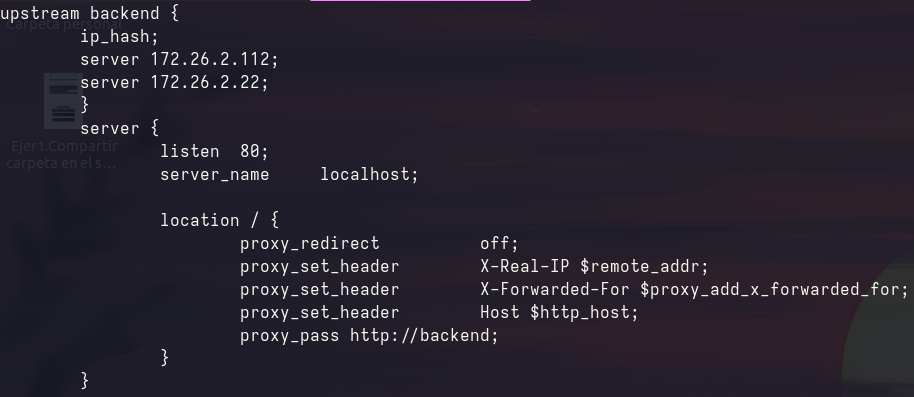 upstream backend {
Carpeta personal
ip_hash;
server 172.26.2.112;
server 172.26.2.22;
}
server {
listen  80;
Ejer1.Compartir
carpeta en el s...
server_name     localhost;
location / {
proxy_redirect          off;
proxy_set_header        X-Real-IP $remote_addr;
proxy_set_header        X-Forwarded-For $proxy_add_x_forwarded_for;
proxy_set_header        Host $http_host;
proxy_pass http://backend;
}
}